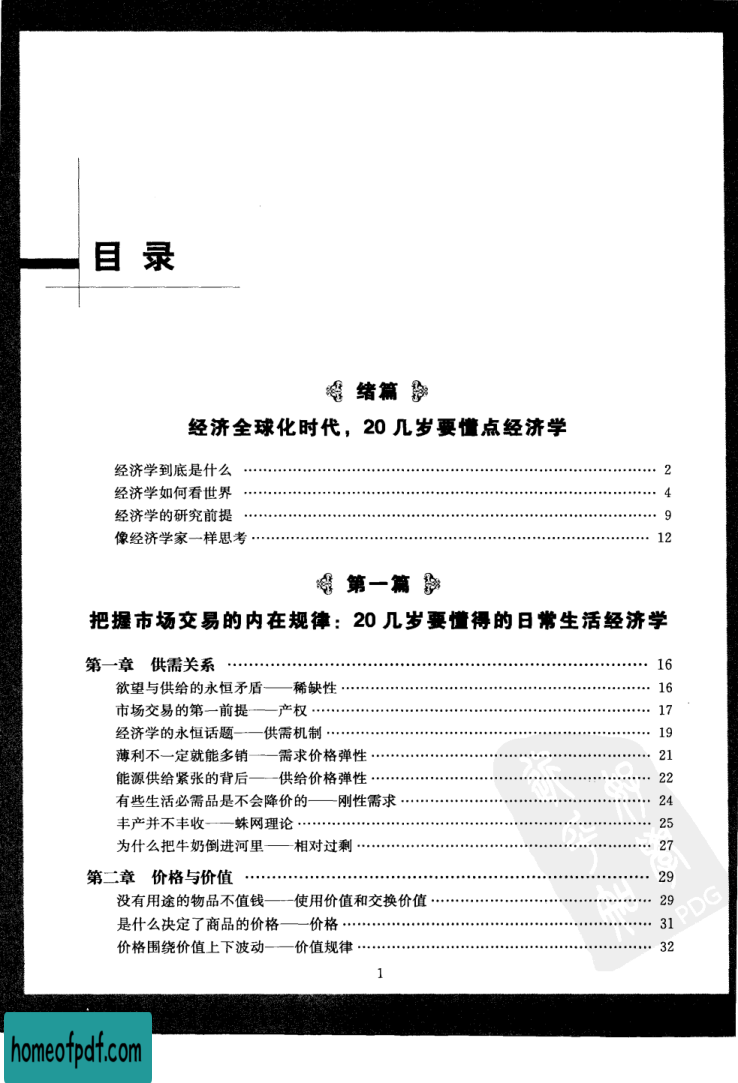 目 录
绪篇
经济全球化时代，20几岁要懂点经济学
经济学到底是什么 …………………… 2
经济学如何看世界 …………………… 4
经济学的研究前提 …………………… 9
像经济学家一样思考 …………………… 12
第一篇
把握市场交易的内在规律：20几岁要懂得的日常生活经济学
第一章 供需关系 …………………… 16
欲望与供给的永恒矛盾——稀缺性 …………………… 16
市场交易的第一前提——产权 …………………… 17
经济学的永恒话题——供需机制 …………………… 19
薄利不一定就能多销——需求价格弹性 …………………… 21
能源供给紧张的背后——供给价格弹性 …………………… 22
有些生活必需品是不会降价的——刚性需求 …………………… 24
丰产并不丰收——蛛网理论 …………………… 25
为什么把牛奶倒进河里——相对过剩 …………………… 27
第二章 价格与价值 …………………… 29
没有用途的物品不值钱——使用价值和交换价值 …………………… 29
是什么决定了商品的价格——价格 …………………… 31
价格围绕价值上下波动——价值规律 …………………… 32
PDG
1
homeofpdf.com